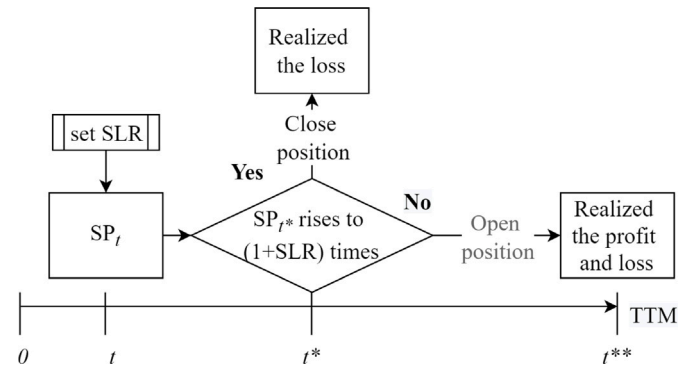 Realized
the loss
set SLR
Close
position
Yes
No
SPt
SPt* rises to
(1+SLR) times
Open
position
Realized
the profit
and loss
TTM
0
t
t*
t**